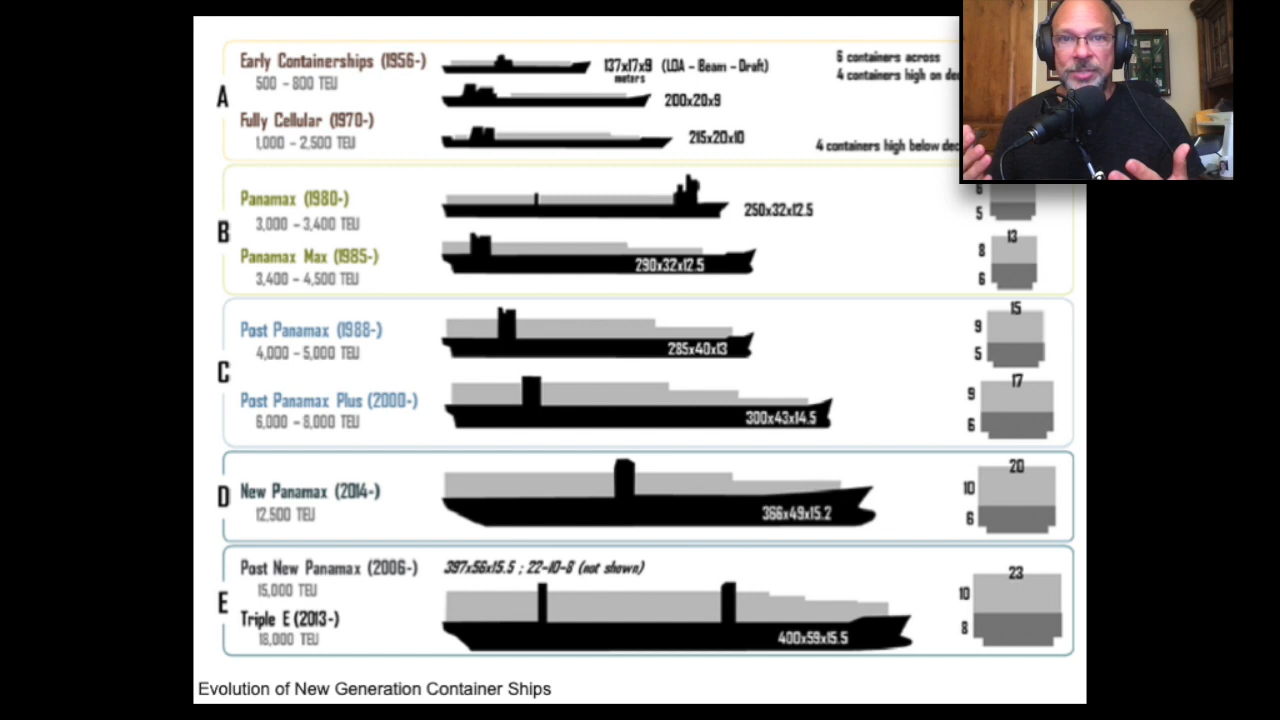 Early Containerships (1956-)
500 – 800 TEU
137x17x9 (LOA – Beam – Draft)
meters
6 containers across
4 containers high on
200x20x9
A
Fully Cellular (1970-)
1,000 – 2,500 TEU
215x20x10
4 containers high below
Panamax (1980-)
3,000 – 3,400 TEU
250x32x12.5
6
5
B
Panamax Max (1985-)
3,400 – 4,500 TEU
290x32x12.5
13
8
6
Post Panamax (1988-)
4,000 – 5,000 TEU
285x40x13
15
9
5
C
Post Panamax Plus (2000-)
6,000 – 8,000 TEU
300x43x14.5
17
9
6
D
New Panamax (2014-)
12,500 TEU
366x49x15.2
20
10
6
Post New Panamax (2006-)
15,000 TEU
397x56x15.5 ; 22-10-8 (not shown)
E
Triple E (2013-)
18,000 TEU
400x59x15.5
23
10
8
Evolution of New Generation Container Ships